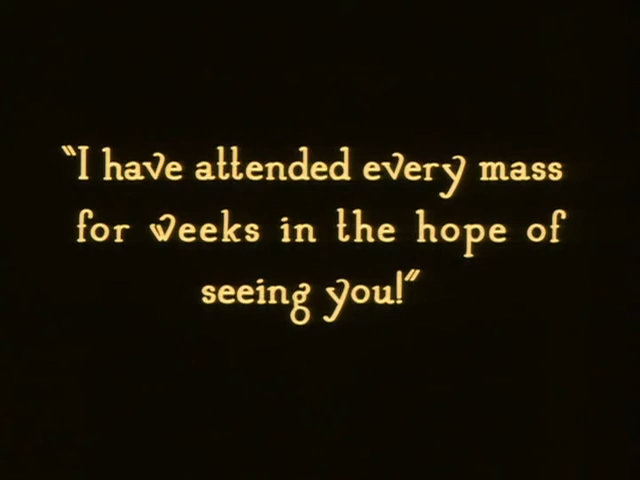 "I have attended every mass
for weeks in the hope of
seeing you!"